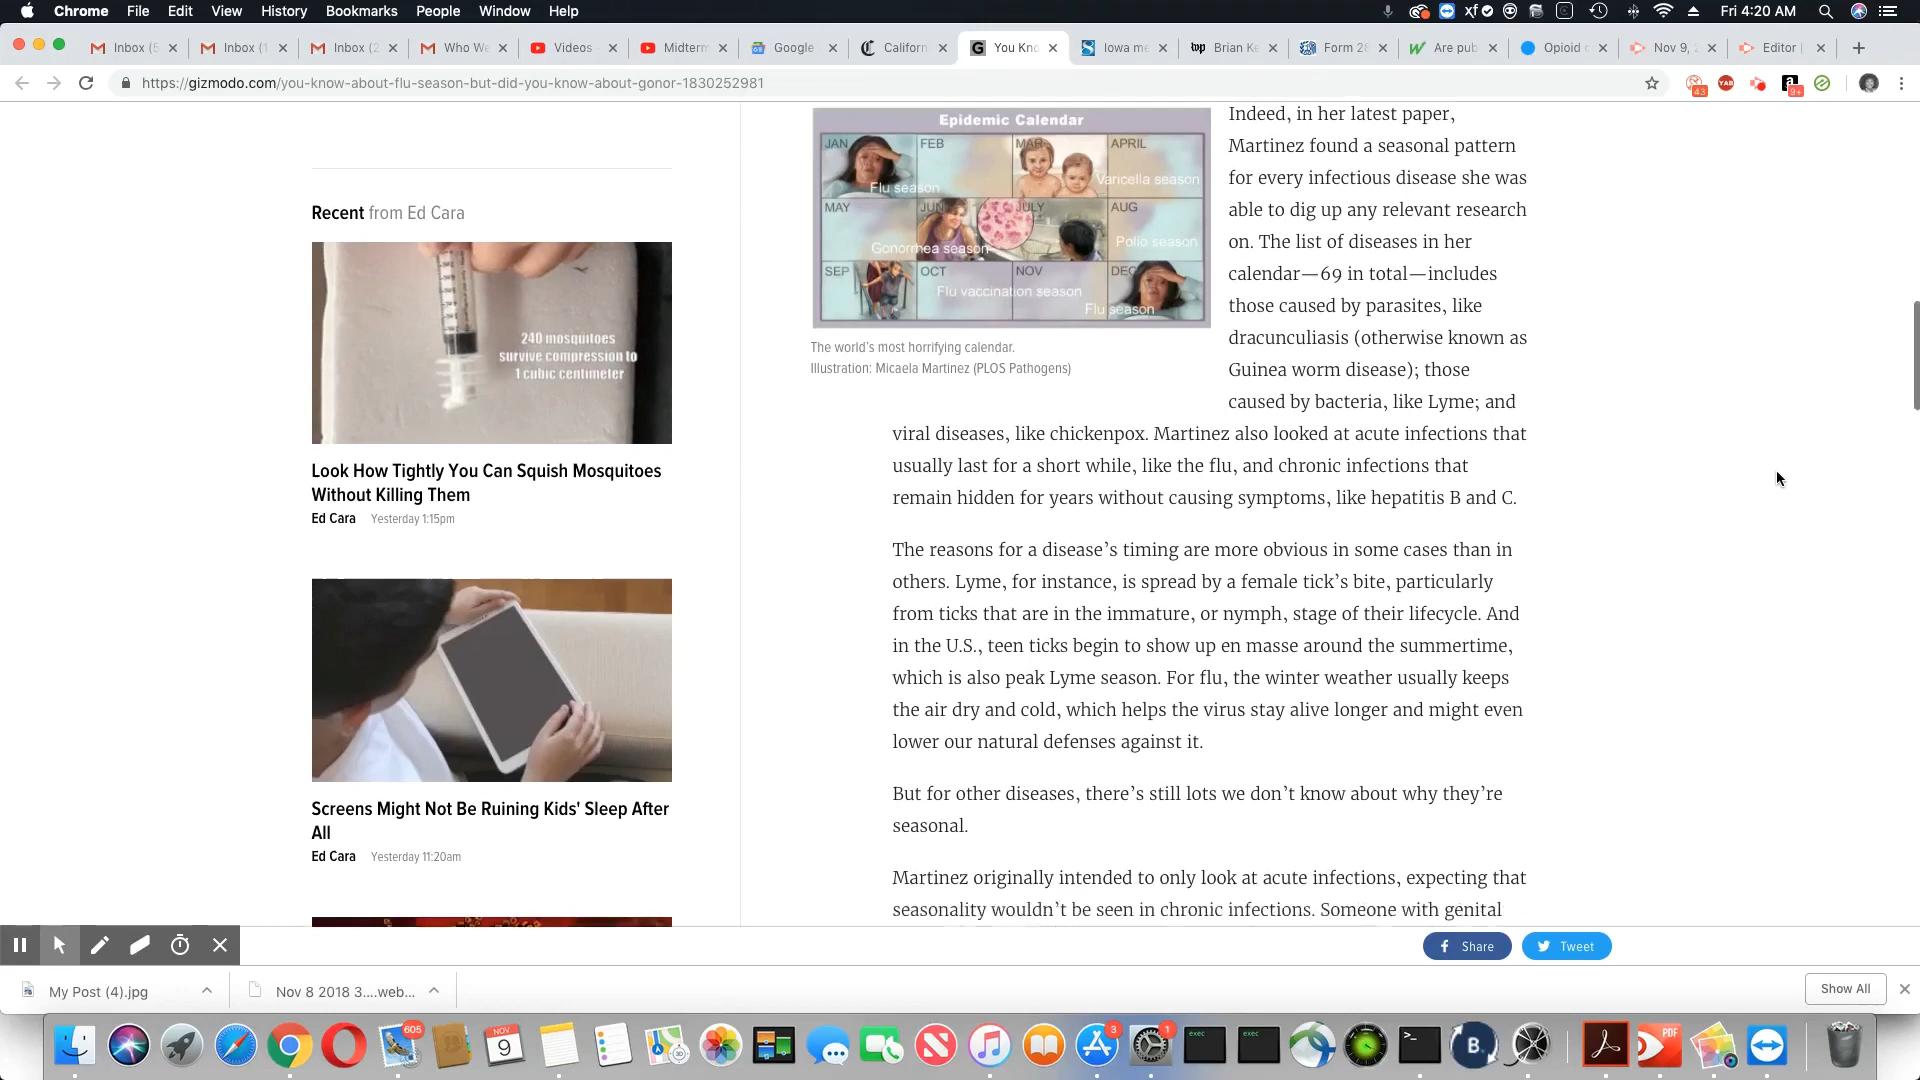 Chrome File Edit View History Bookmarks People Window Help
Fri 4:20 AM
Inbox (5
Inbox (1
Inbox (2
Who We
Videos -
Midterm
Google
Californ
You Kno
Iowa me
Brian Ke
Form 28
Are pub
Opioid c
Nov 9, 2
Editor |
https://gizmodo.com/you-know-about-flu-season-but-did-you-know-about-gonor-1830252981
43
YAB
9+
Recent from Ed Cara
240 mosquitoes
survive compression to
1 cubic centimeter
Look How Tightly You Can Squish Mosquitoes
Without Killing Them
Ed Cara Yesterday 1:15pm
Screens Might Not Be Ruining Kids' Sleep After
All
Ed Cara Yesterday 11:20am
Epidemic Calendar
JAN FEB MAR APRIL
Flu season Varicella season
MAY JUN JULY AUG
Gonorrhea season Polio season
SEP OCT NOV DEC
Flu vaccination season
Flu season
The world’s most horrifying calendar.
Illustration: Micaela Martinez (PLOS Pathogens)
Indeed, in her latest paper,
Martinez found a seasonal pattern
for every infectious disease she was
able to dig up any relevant research
on. The list of diseases in her
calendar—69 in total—includes
those caused by parasites, like
dracunculiasis (otherwise known as
Guinea worm disease); those
caused by bacteria, like Lyme; and
viral diseases, like chickenpox. Martinez also looked at acute infections that
usually last for a short while, like the flu, and chronic infections that
remain hidden for years without causing symptoms, like hepatitis B and C.
The reasons for a disease’s timing are more obvious in some cases than in
others. Lyme, for instance, is spread by a female tick’s bite, particularly
from ticks that are in the immature, or nymph, stage of their lifecycle. And
in the U.S., teen ticks begin to show up en masse around the summertime,
which is also peak Lyme season. For flu, the winter weather usually keeps
the air dry and cold, which helps the virus stay alive longer and might even
lower our natural defenses against it.
But for other diseases, there’s still lots we don’t know about why they’re
seasonal.
Martinez originally intended to only look at acute infections, expecting that
seasonality wouldn’t be seen in chronic infections. Someone with genital
Share
Tweet
My Post (4).jpg
Nov 8 2018 3....web...
Show All
605
NOV
9
3
1
exec
exec
B.
PDF